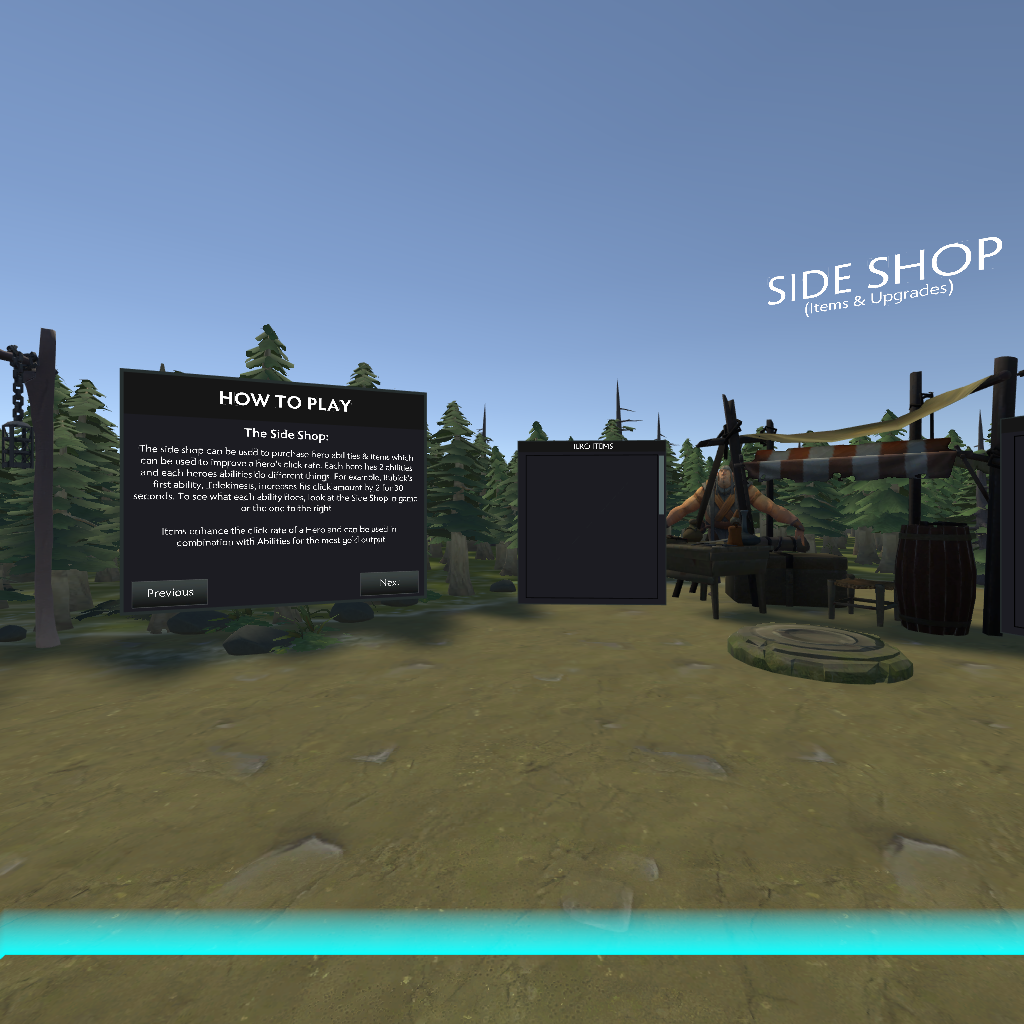 SIDE SHOP
(Items & Upgrades)
HOW TO PLAY
The Side Shop:
The side shop can be used to purchase hero abilities & items which
can be used to improve a hero's click rate. Each hero has 2 abilities
and each heroes abilities do different things. For example, Rubick's
first ability, Telekinesis, increases his click amount by 2 for 30
seconds. To see what each ability does, look at the Side Shop in game
or the one to the right.
Items enhance the click rate of a Hero and can be used in
combination with Abilities for the most gold output.
Previous
Next
HERO ITEMS